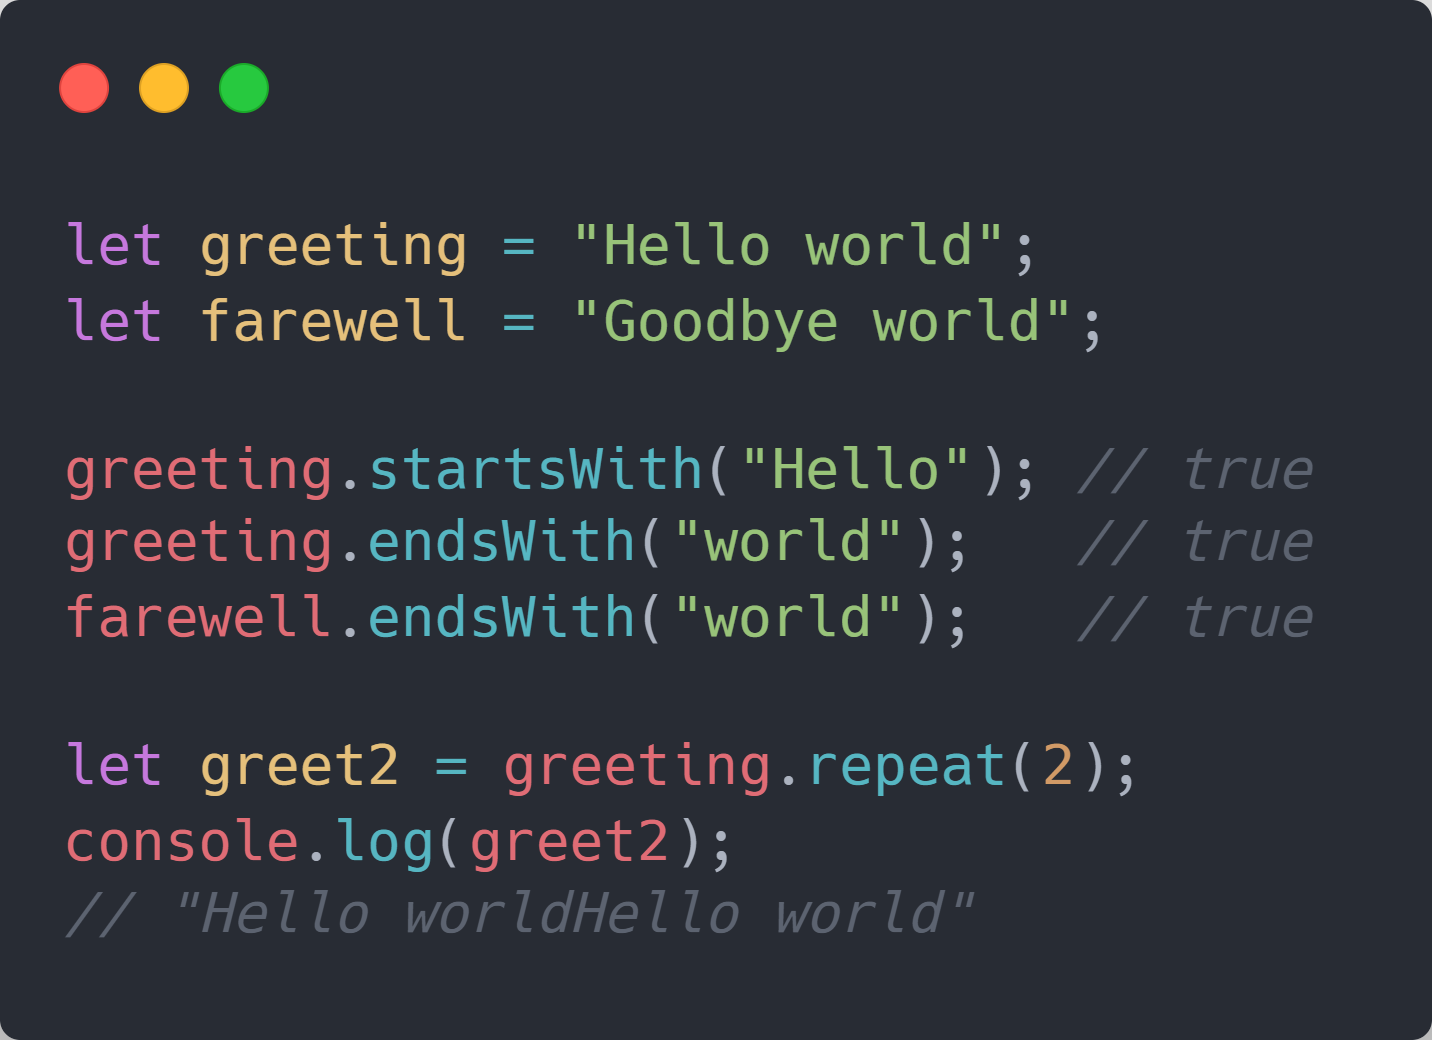 let greeting = "Hello world";
let farewell = "Goodbye world";
greeting.startsWith("Hello"); // true
greeting.endsWith("world");   // true
farewell.endsWith("world");   // true
let greet2 = greeting.repeat(2);
console.log(greet2);
// "Hello worldHello world"